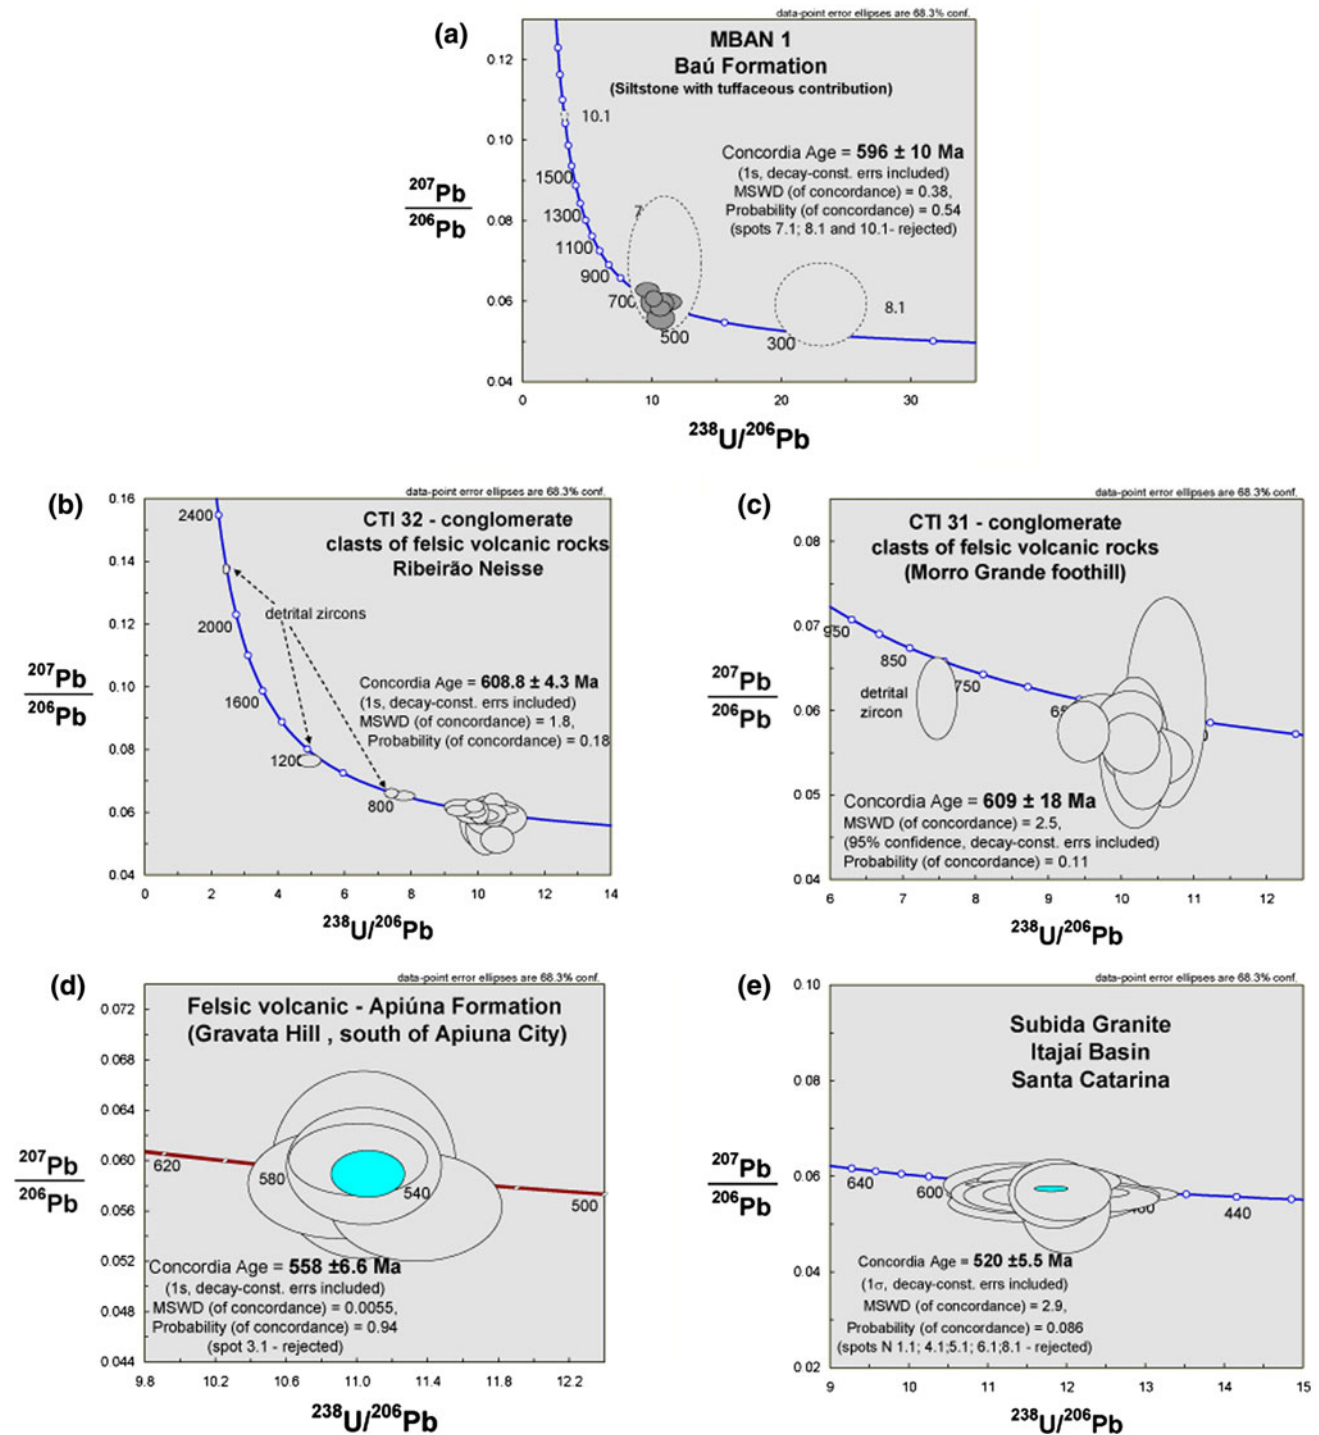 (a)
data-point error ellipses are 68.3% conf.
MBAN 1
Baú Formation
(Siltstone with tuffaceous contribution)
0.12
0.10
0.08
0.06
0.04
10.1
1500
1300
1100
900
700
500
300
7
8.1
Concordia Age = 596 ± 10 Ma
(1s, decay-const. errs included)
MSWD (of concordance) = 0.38,
Probability (of concordance) = 0.54
(spots 7.1; 8.1 and 10.1- rejected)
207Pb
206Pb
0 10 20 30
238U/206Pb
(b)
data-point error ellipses are 68.3% conf.
CTI 32 - conglomerate
clasts of felsic volcanic rocks
Ribeirão Neisse
0.16
0.14
0.12
0.10
0.08
0.06
0.04
2400
2000
1600
1200
800
detrital zircons
Concordia Age = 608.8 ± 4.3 Ma
(1s, decay-const. errs included)
MSWD (of concordance) = 1.8,
Probability (of concordance) = 0.18
207Pb
206Pb
0 2 4 6 8 10 12 14
238U/206Pb
(c)
data-point error ellipses are 68.3% conf.
CTI 31 - conglomerate
clasts of felsic volcanic rocks
(Morro Grande foothill)
0.08
0.07
0.06
0.05
0.04
950
850
750
detrital
zircon
Concordia Age = 609 ± 18 Ma
MSWD (of concordance) = 2.5,
(95% confidence, decay-const. errs included)
Probability (of concordance) = 0.11
207Pb
206Pb
6 7 8 9 10 11 12
238U/206Pb
(d)
data-point error ellipses are 68.3% conf.
Felsic volcanic - Apiúna Formation
(Gravata Hill , south of Apiuna City)
0.072
0.068
0.064
0.060
0.056
0.052
0.048
0.044
620
580
540
500
Concordia Age = 558 ±6.6 Ma
(1s, decay-const. errs included)
MSWD (of concordance) = 0.0055,
Probability (of concordance) = 0.94
(spot 3.1 - rejected)
207Pb
206Pb
9.8 10.2 10.6 11.0 11.4 11.8 12.2
238U/206Pb
(e)
data-point error ellipses are 68.3% conf.
Subida Granite
Itajaí Basin
Santa Catarina
0.10
0.08
0.06
0.04
0.02
640
600
440
Concordia Age = 520 ±5.5 Ma
(1σ, decay-const. errs included)
MSWD (of concordance) = 2.9,
Probability (of concordance) = 0.086
(spots N 1.1; 4.1;5.1; 6.1;8.1 - rejected)
207Pb
206Pb
9 10 11 12 13 14 15
238U/206Pb